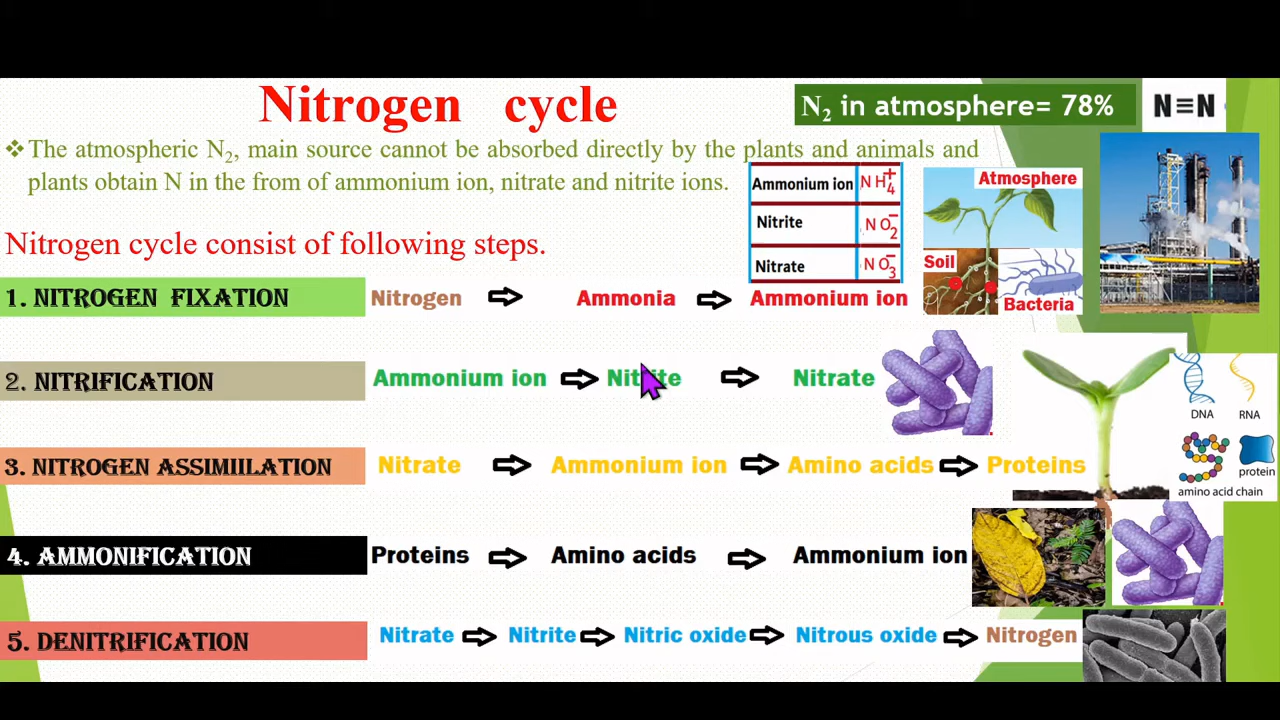 Nitrogen cycle
N₂ in atmosphere= 78%
N≡N
❖The atmospheric N₂, main source cannot be absorbed directly by the plants and animals and
plants obtain N in the from of ammonium ion, nitrate and nitrite ions.
Ammonium ion NH₄⁺
Nitrite NO₂⁻
Nitrate NO₃⁻
Atmosphere
Soil
Bacteria
Nitrogen cycle consist of following steps.
1. NITROGEN FIXATION Nitrogen ⇨ Ammonia ⇨ Ammonium ion
2. NITRIFICATION Ammonium ion ⇨ Nitrite ⇨ Nitrate
DNA RNA
3. NITROGEN ASSIMIILATION Nitrate ⇨ Ammonium ion ⇨ Amino acids ⇨ Proteins
protein
amino acid chain
4. AMMONIFICATION Proteins ⇨ Amino acids ⇨ Ammonium ion
5. DENITRIFICATION Nitrate ⇨ Nitrite ⇨ Nitric oxide ⇨ Nitrous oxide ⇨ Nitrogen